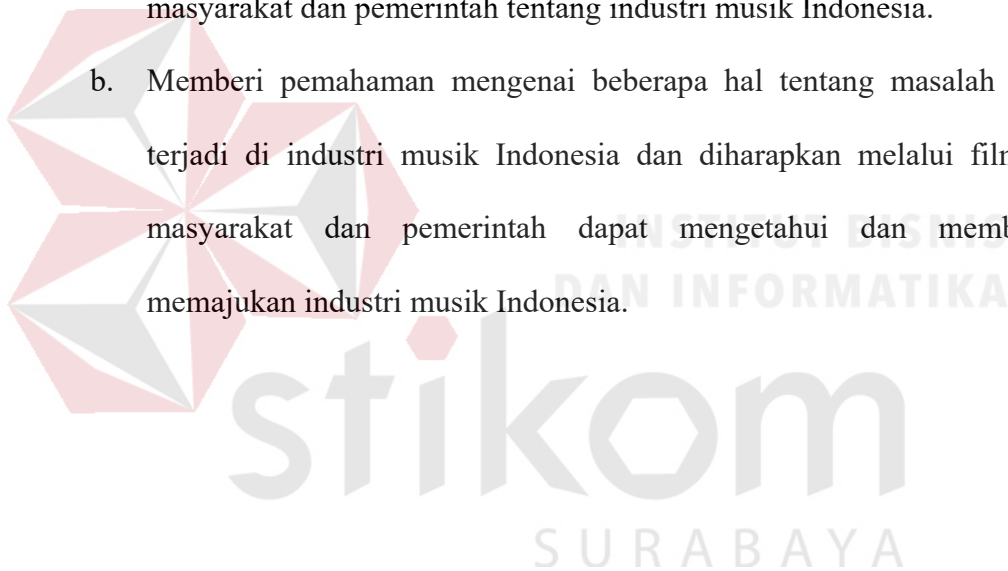 masyarakat dan pemerintah tentang industri musik Indonesia.
b. Memberi pemahaman mengenai beberapa hal tentang masalah
terjadi di industri musik Indonesia dan diharapkan melalui
masyarakat dan pemerintah dapat mengetahui dan
memajukan industri musik Indonesia.
INSTITUT BISNIS
DAN INFORMATIKA
stikom
SURABAYA